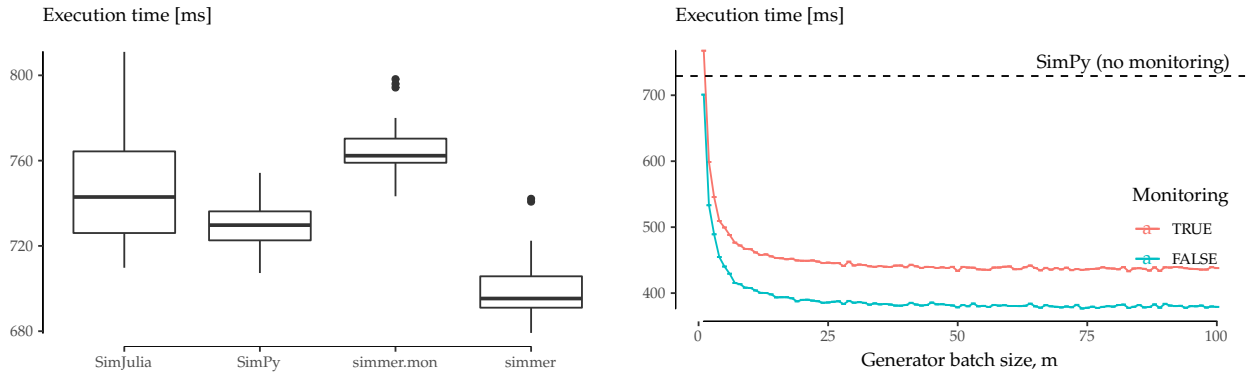 Execution time [ms]
800
760
720
680
SimJulia
SimPy
simmer.mon
simmer
Execution time [ms]
SimPy (no monitoring)
700
600
500
400
Monitoring
a TRUE
a FALSE
0
25
50
75
100
Generator batch size, m